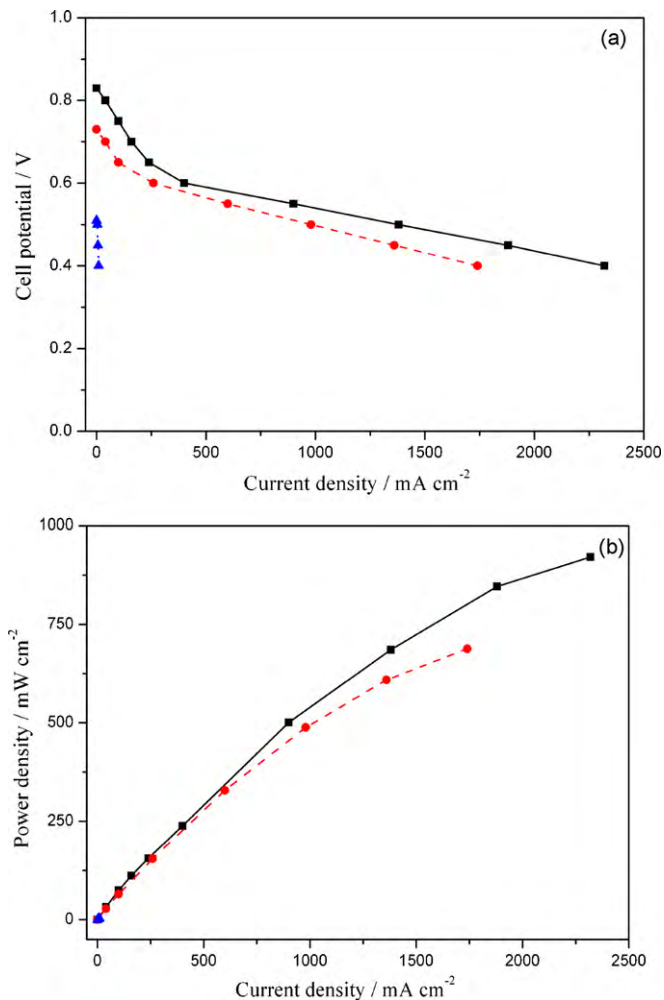 (a)
1.0
0.8
0.6
0.4
0.2
0.0
Cell potential / V
0 500 1000 1500 2000 2500
Current density / mA cm⁻²
(b)
1000
750
500
250
0
Power density / mW cm⁻²
0 500 1000 1500 2000 2500
Current density / mA cm⁻²